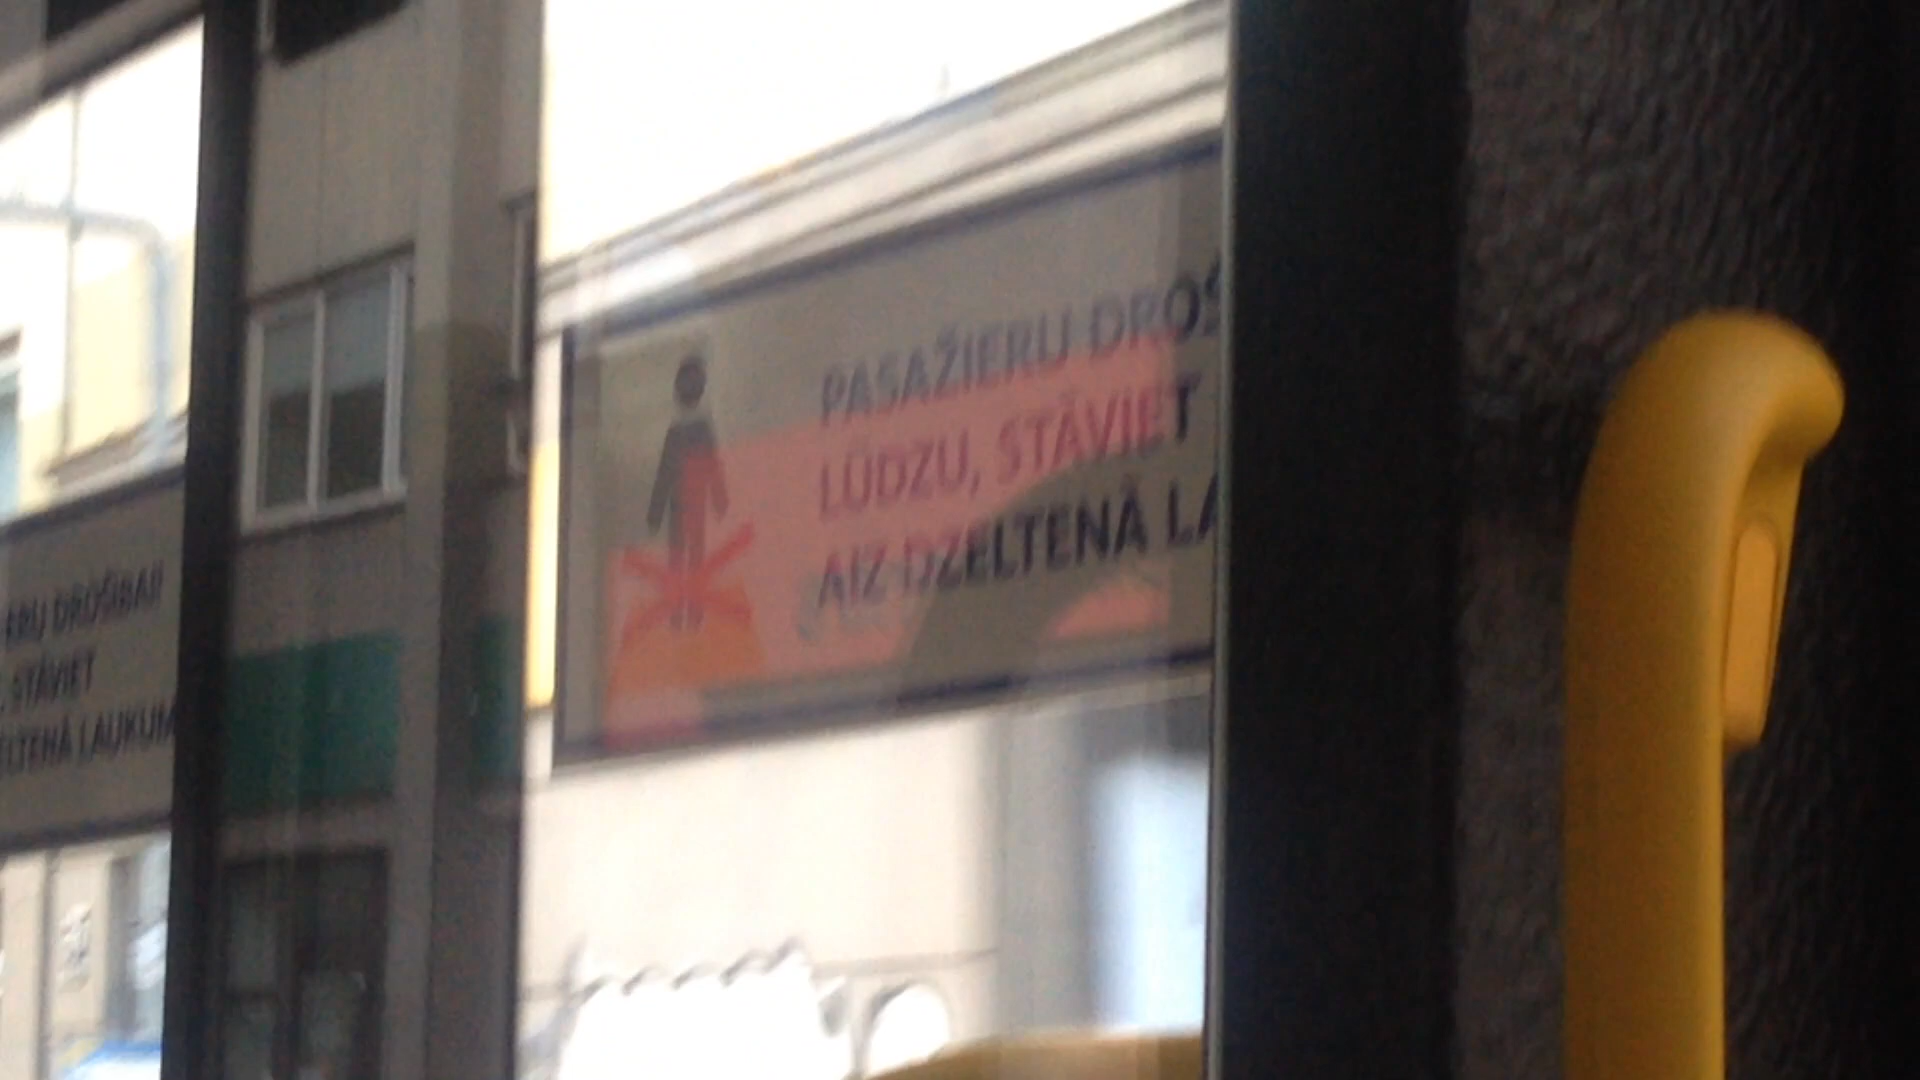 PASAŽIERU DROŠ
LŪDZU, STĀVIET
AIZ DZELTENĀ LA
ERU DROŠĪBAI!
, STĀVIET
ELTENĀ LAUKUM